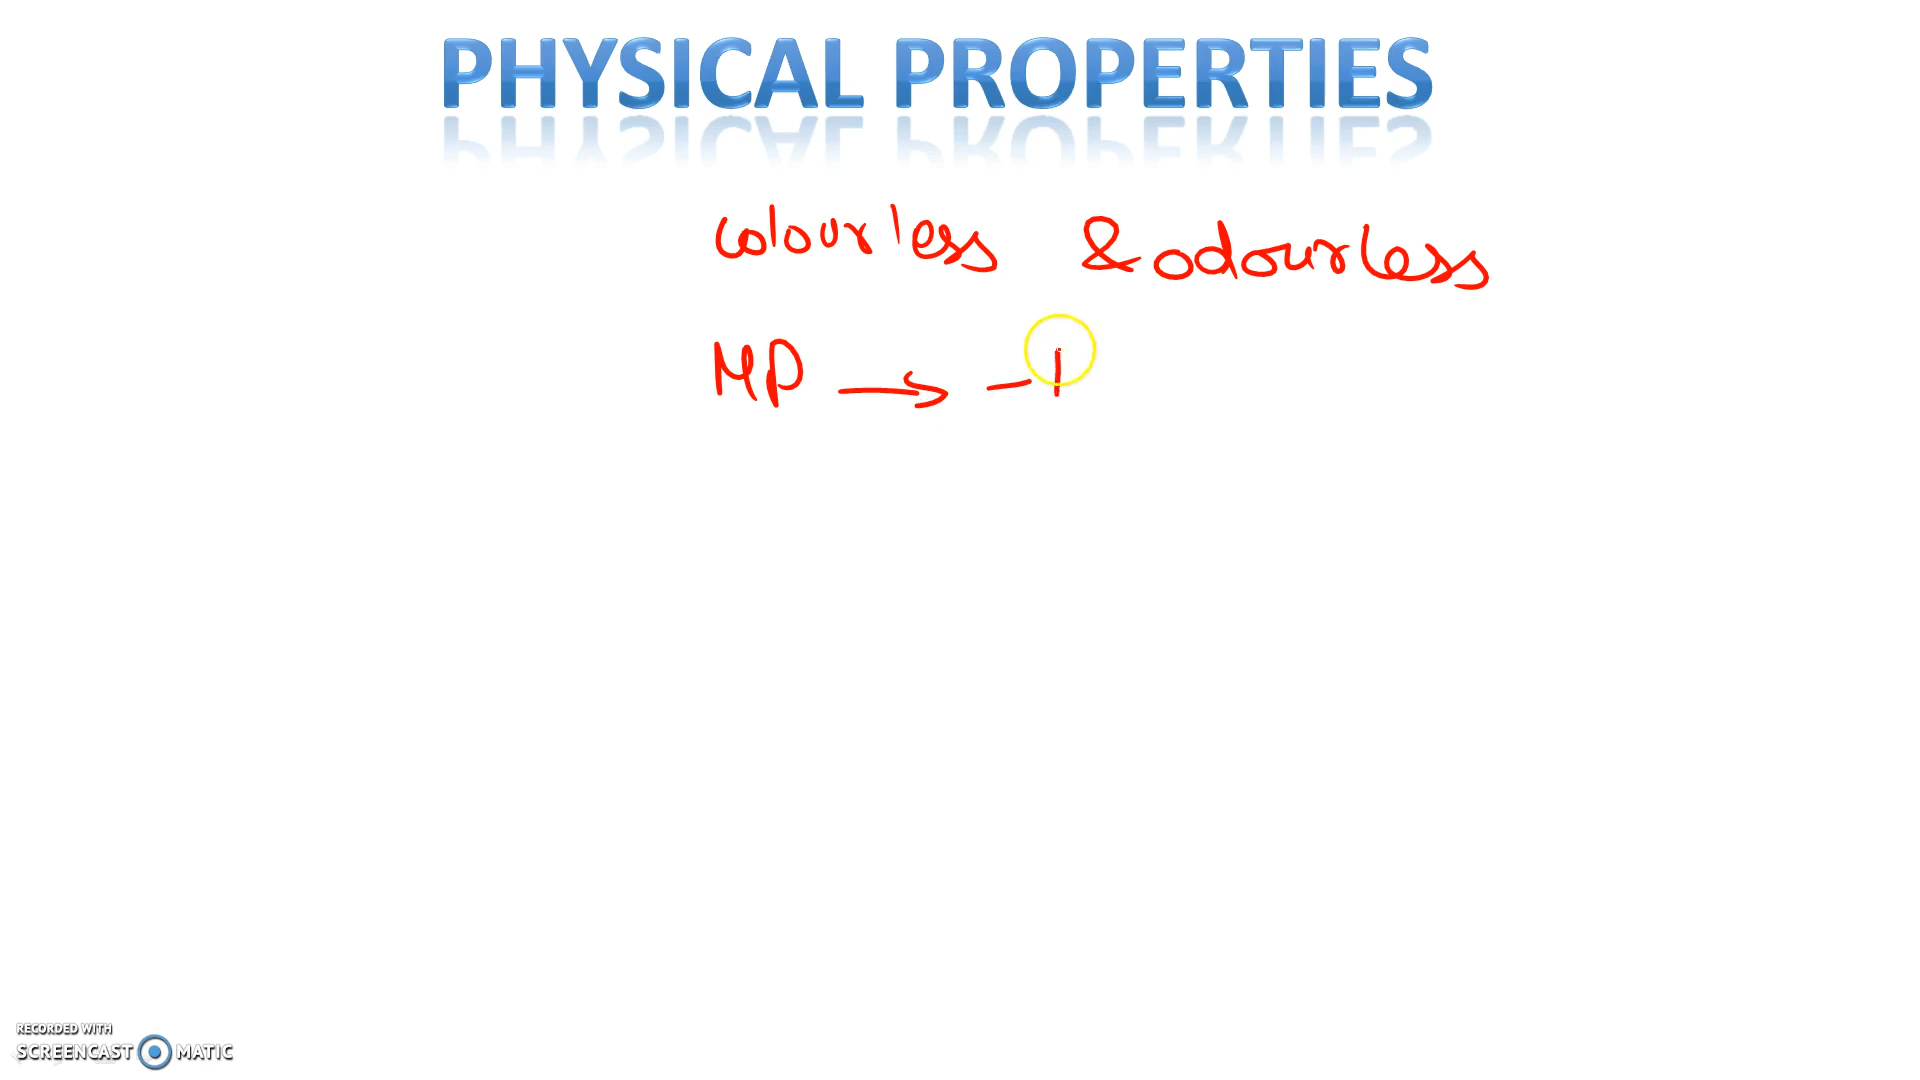 PHYSICAL PROPERTIES
colourless & odourless
MP → -1
RECORDED WITH
SCREENCAST MATIC